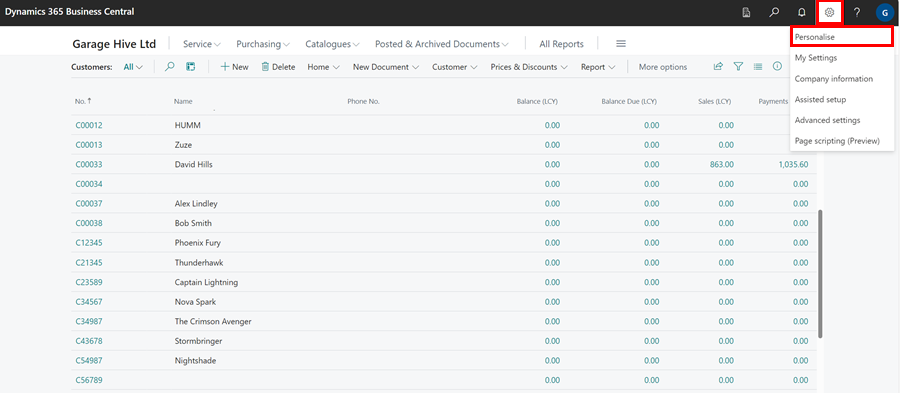 Dynamics 365 Business Central
? G
Garage Hive Ltd Service Purchasing Catalogues Posted & Archived Documents All Reports
Personalise
My Settings
Company information
Assisted setup
Advanced settings
Page scripting (Preview)
Customers: All New Delete Home New Document Customer Prices & Discounts Report More options
No. ↑ Name Phone No. Balance (LCY) Balance Due (LCY) Sales (LCY) Payments
C00012 HUMM 0.00 0.00 0.00
C00013 Zuze 0.00 0.00 0.00
C00033 David Hills 0.00 0.00 863.00 1,035.60
C00034 0.00 0.00 0.00 0.00
C00037 Alex Lindley 0.00 0.00 0.00 0.00
C00038 Bob Smith 0.00 0.00 0.00 0.00
C12345 Phoenix Fury 0.00 0.00 0.00 0.00
C21345 Thunderhawk 0.00 0.00 0.00 0.00
C23589 Captain Lightning 0.00 0.00 0.00 0.00
C34567 Nova Spark 0.00 0.00 0.00 0.00
C34987 The Crimson Avenger 0.00 0.00 0.00 0.00
C43678 Stormbringer 0.00 0.00 0.00 0.00
C54987 Nightshade 0.00 0.00 0.00 0.00
C56789 0.00 0.00 0.00 0.00